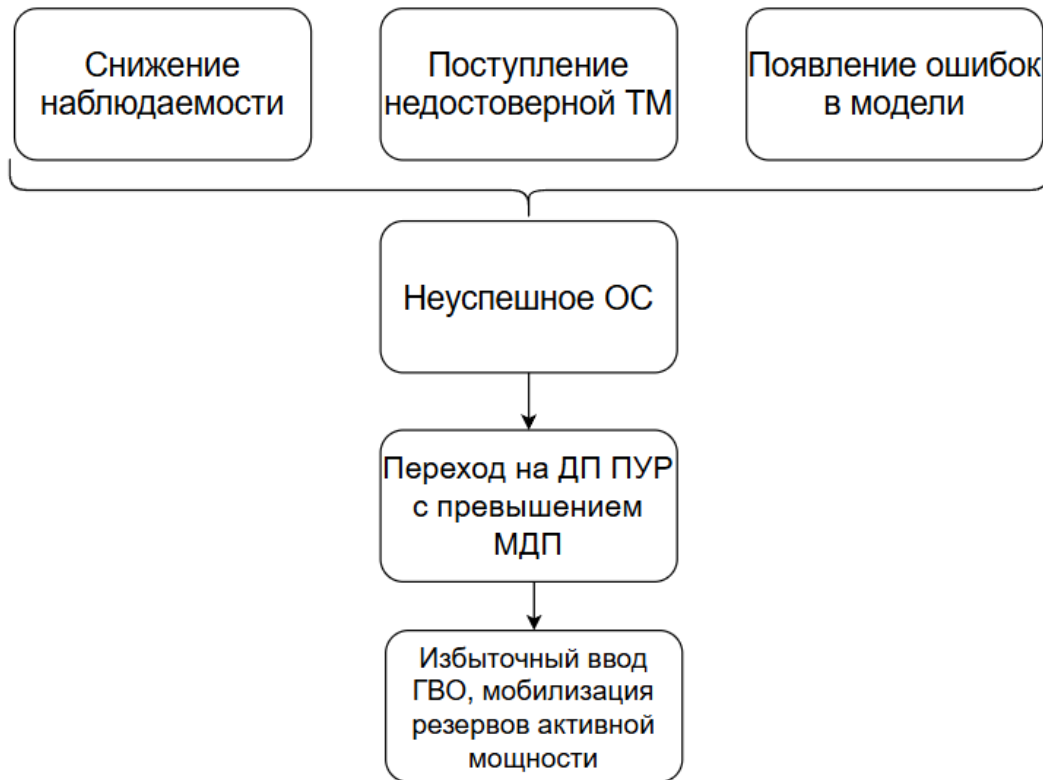 Снижение
наблюдаемости
Поступление
недостоверной ТМ
Появление ошибок
в модели
Неуспешное ОС
Переход на ДП ПУР
с превышением
МДП
Избыточный ввод
ГВО, мобилизация
резервов активной
мощности